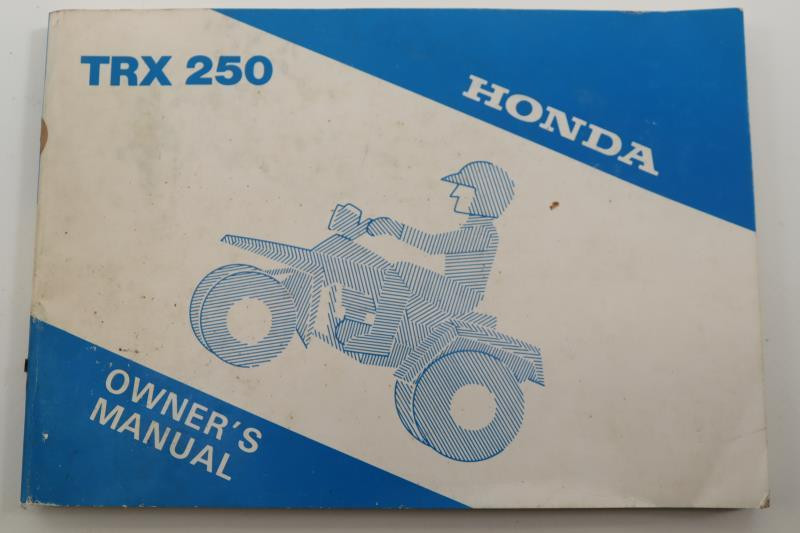 TRX 250
HONDA
OWNER'S
MANUAL